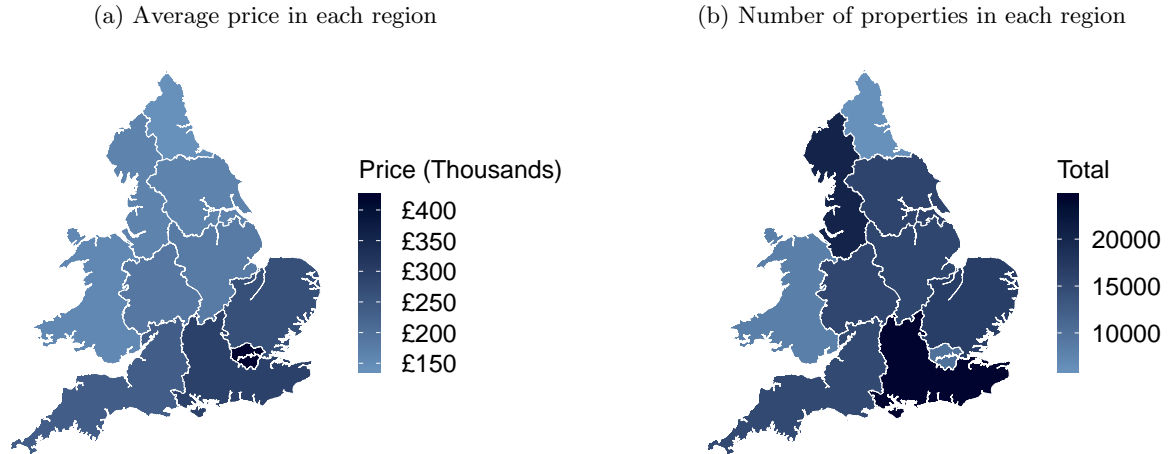 (a) Average price in each region
Price (Thousands)
£400
£350
£300
£250
£200
£150
(b) Number of properties in each region
Total
20000
15000
10000